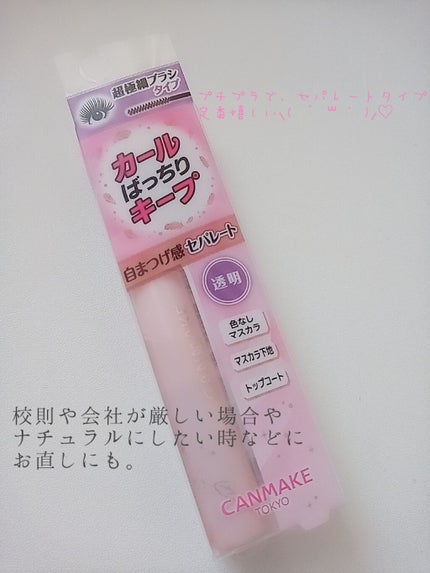 超極細ブラシ
タイプ
プチプラで、セパレートタイプ
カール
ばっちり
キープ
自まつげ感セパレート
透明
色なし
マスカラ
マスカラ下地
トップコート
校則や会社が厳しい場合や
ナチュラルにしたい時などに
お直しにも。
CANMAKE
TOKYO